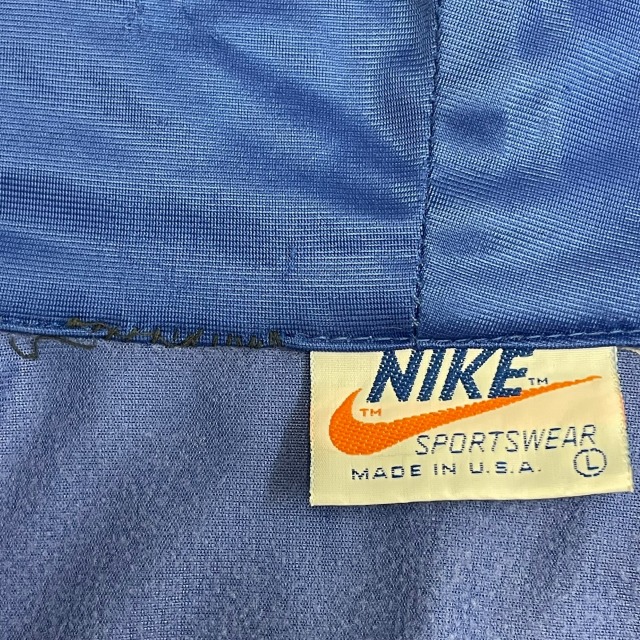 NIKE™
™
SPORTSWEAR
MADE IN U.S.A. Ⓛ